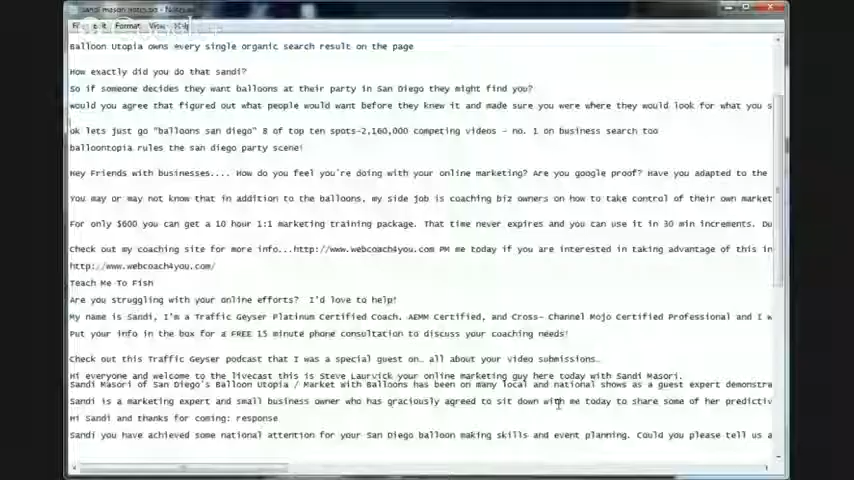 sandi mason notes.txt - Notepad
Format View Help
Balloon Utopia owns every single organic search result on the page
How exactly did you do that sandi?
So if someone decides they want balloons at their party in San Diego they might find you?
would you agree that figured out what people would want before they knew it and made sure you were where they would look for what you s
ok lets just go "balloons san diego" 8 of top ten spots-2,160,000 competing videos - no. 1 on business search too
balloontopia rules the san diego party scene!
Hey Friends with businesses.... How do you feel you're doing with your online marketing? Are you google proof? Have you adapted to the
You may or may not know that in addition to the balloons, my side job is coaching biz owners on how to take control of their own market
For only $600 you can get a 10 hour 1:1 marketing training package. That time never expires and you can use it in 30 min increments. Du
Check out my coaching site for more info...http://www.webcoach4you.com PM me today if you are interested in taking advantage of this in
http://www.webcoach4you.com/
Teach Me To Fish
Are you struggling with your online efforts? I'd love to help!
My name is Sandi, I'm a Traffic Geyser Platinum Certified Coach. AEMM Certified, and Cross- Channel Mojo Certified Professional and I w
Put your info in the box for a FREE 15 minute phone consultation to discuss your coaching needs!
Check out this Traffic Geyser podcast that I was a special guest on… all about your video submissions…
Hi everyone and welcome to the livecast this is Steve Laurvick your online marketing guy here today with Sandi Masori.
Sandi Masori of San Diego's Balloon Utopia / Market with Balloons has been on many local and national shows as a guest expert demonstra
Sandi is a marketing expert and small business owner who has graciously agreed to sit down with me today to share some of her predictiv
Hi Sandi and thanks for coming: response
Sandi you have achieved some national attention for your San Diego balloon making skills and event planning. Could you please tell us a